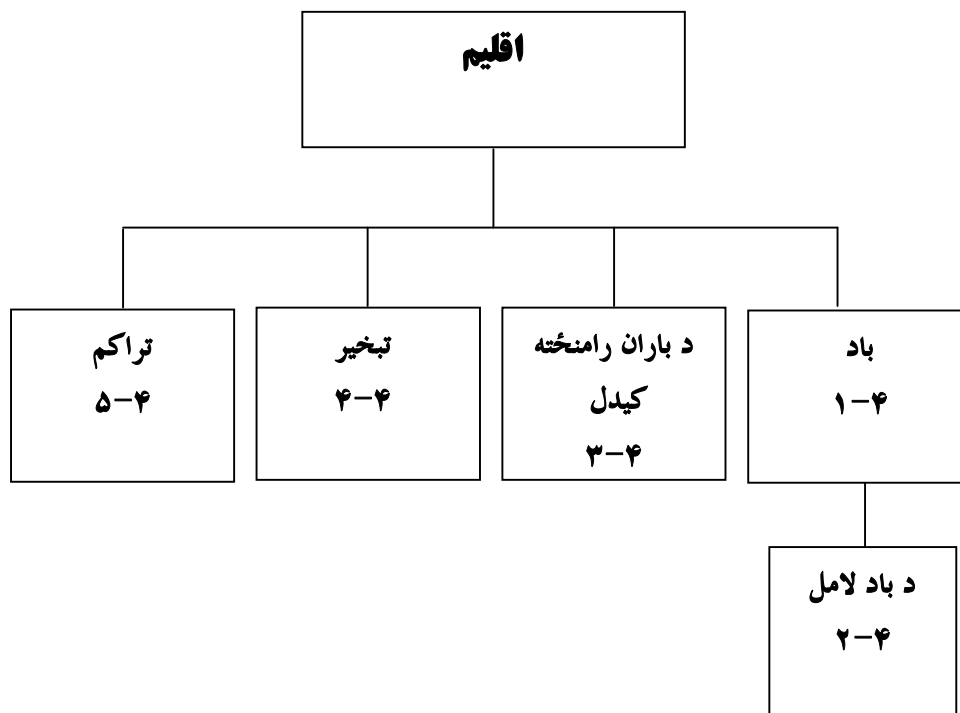 اقلیم
باد
۴-۱
د باران رامنځته
کیدل
۴-۳
تبخیر
۴-۴
تراکم
۴-۵
د باد لامل
۴-۲